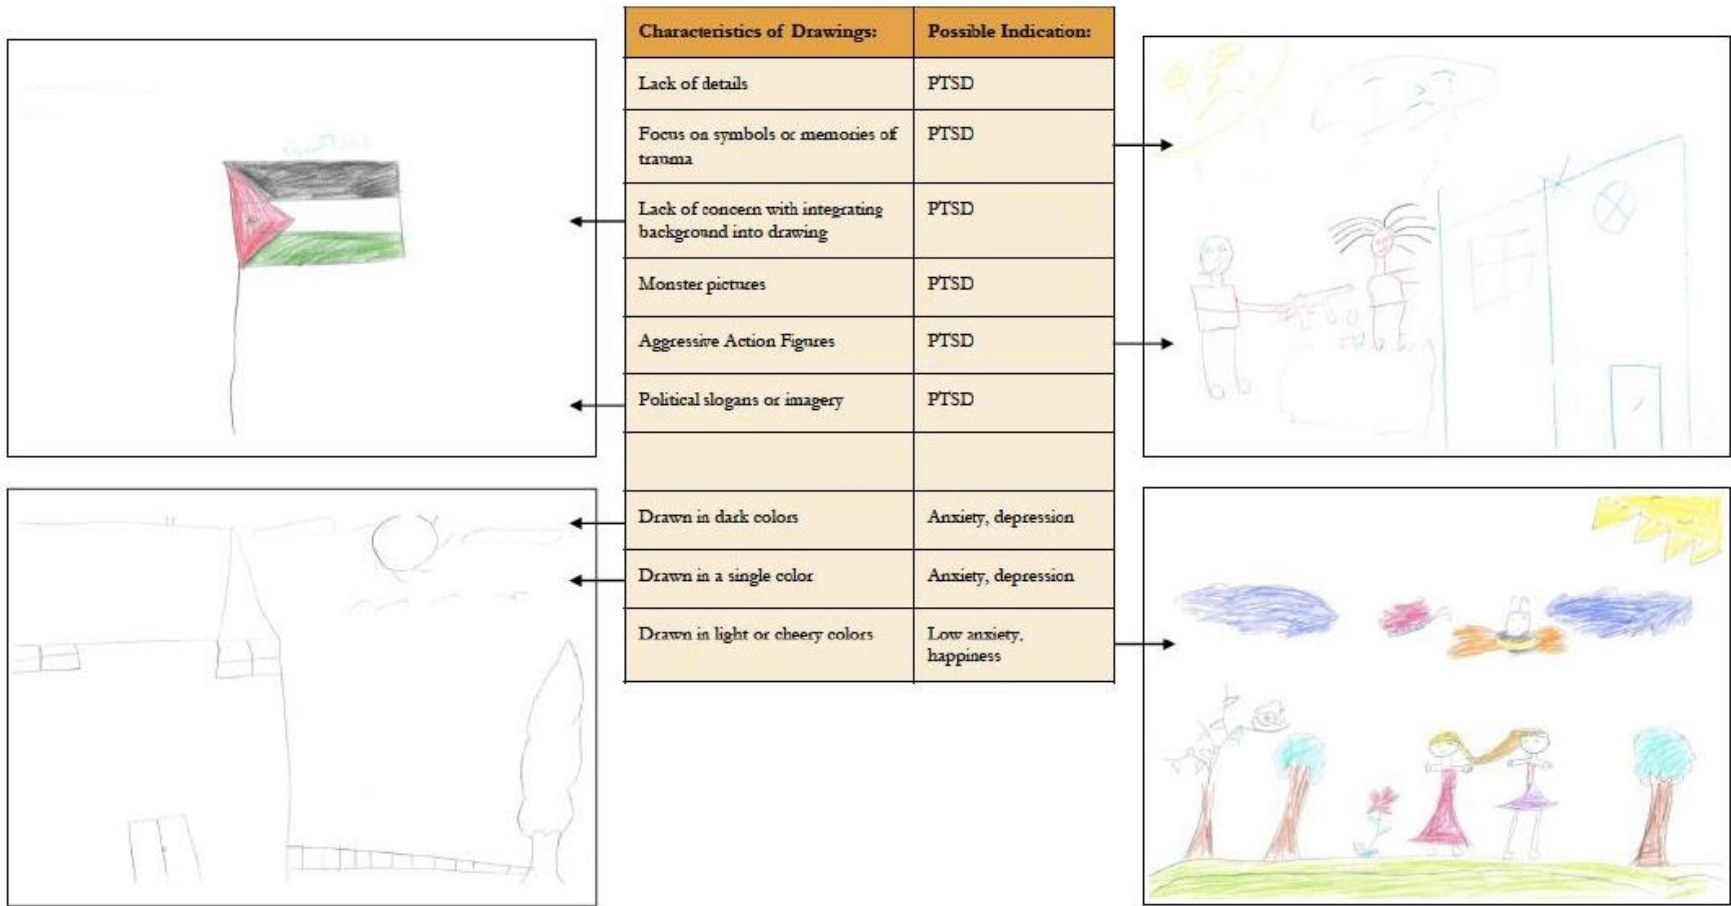 Characteristics of Drawings: Possible Indication:
Lack of details PTSD
Focus on symbols or memories of PTSD
trauma
Lack of concern with integrating PTSD
background into drawing
Monster pictures PTSD
Aggressive Action Figures PTSD
Political slogans or imagery PTSD
Drawn in dark colors Anxiety, depression
Drawn in a single color Anxiety, depression
Drawn in light or cheery colors Low anxiety,
happiness